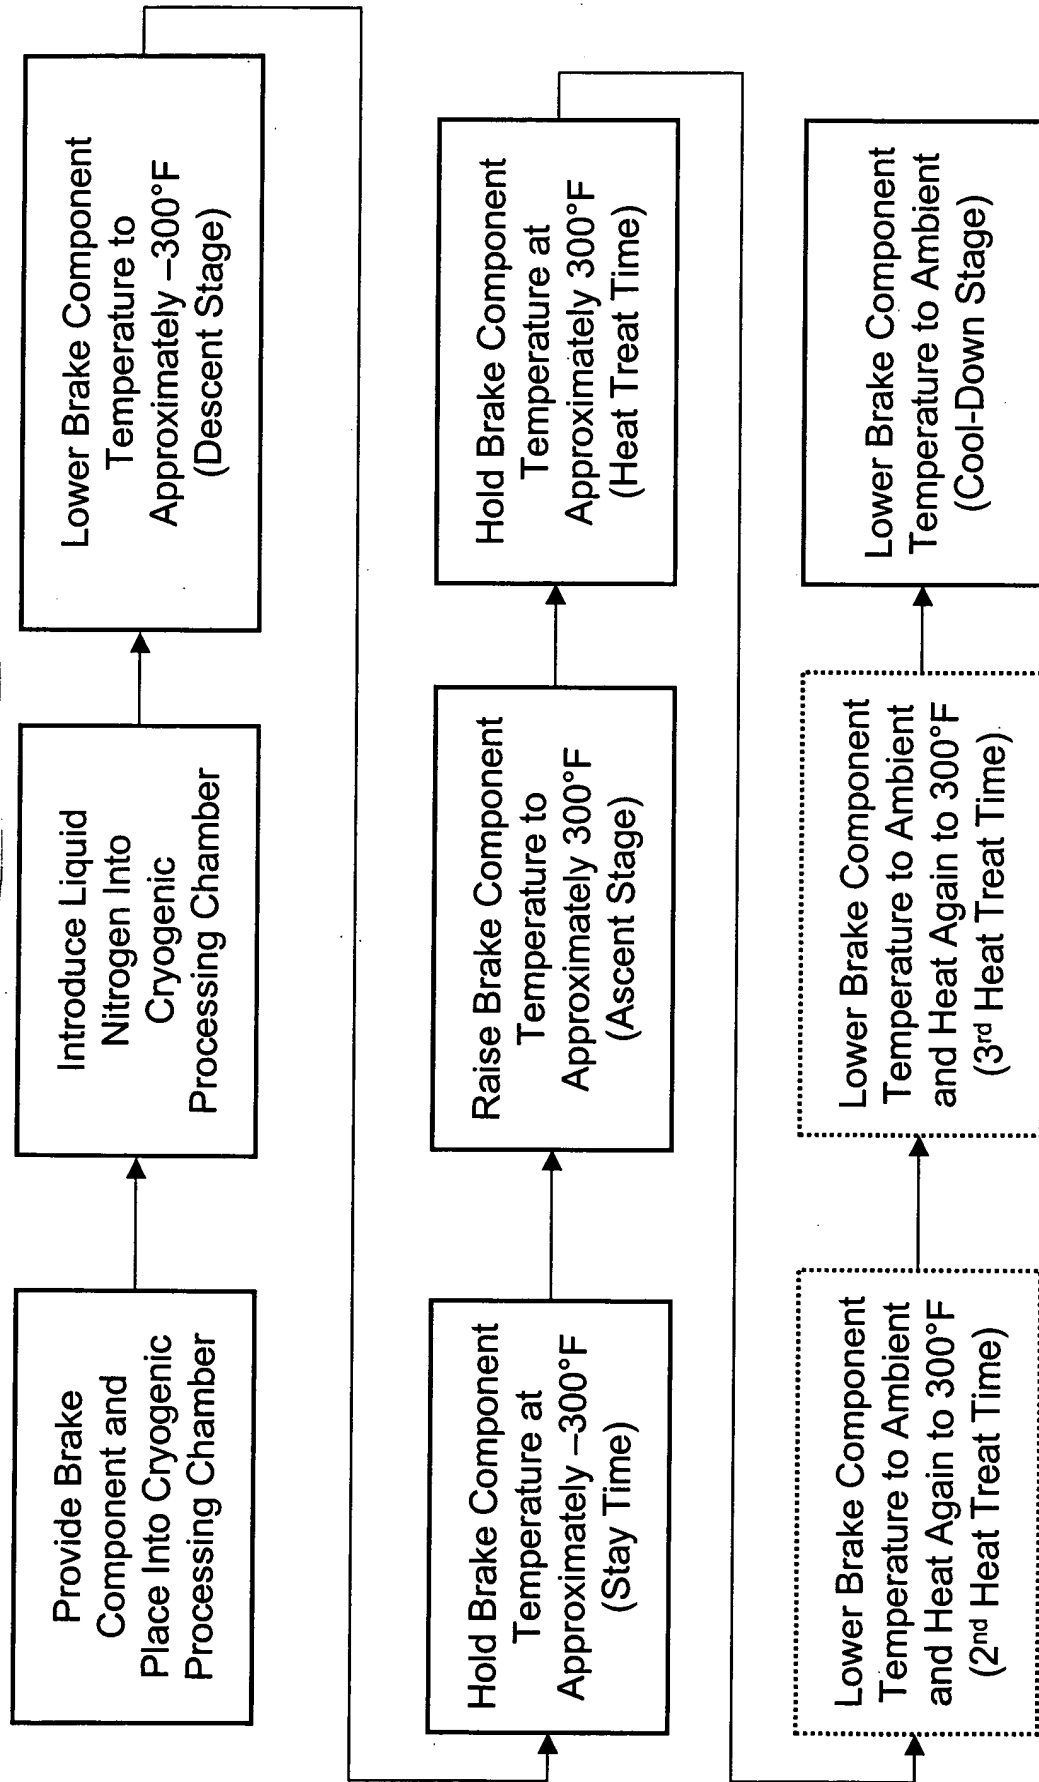 Provide Brake
Component and
Place Into Cryogenic
Processing Chamber
Introduce Liquid
Nitrogen Into
Cryogenic
Processing Chamber
Lower Brake Component
Temperature to
Approximately –300°F
(Descent Stage)
Hold Brake Component
Temperature at
Approximately –300°F
(Stay Time)
Raise Brake Component
Temperature to
Approximately 300°F
(Ascent Stage)
Hold Brake Component
Temperature at
Approximately 300°F
(Heat Treat Time)
Lower Brake Component
Temperature to Ambient
and Heat Again to 300°F
(2nd Heat Treat Time)
Lower Brake Component
Temperature to Ambient
and Heat Again to 300°F
(3rd Heat Treat Time)
Lower Brake Component
Temperature to Ambient
(Cool-Down Stage)